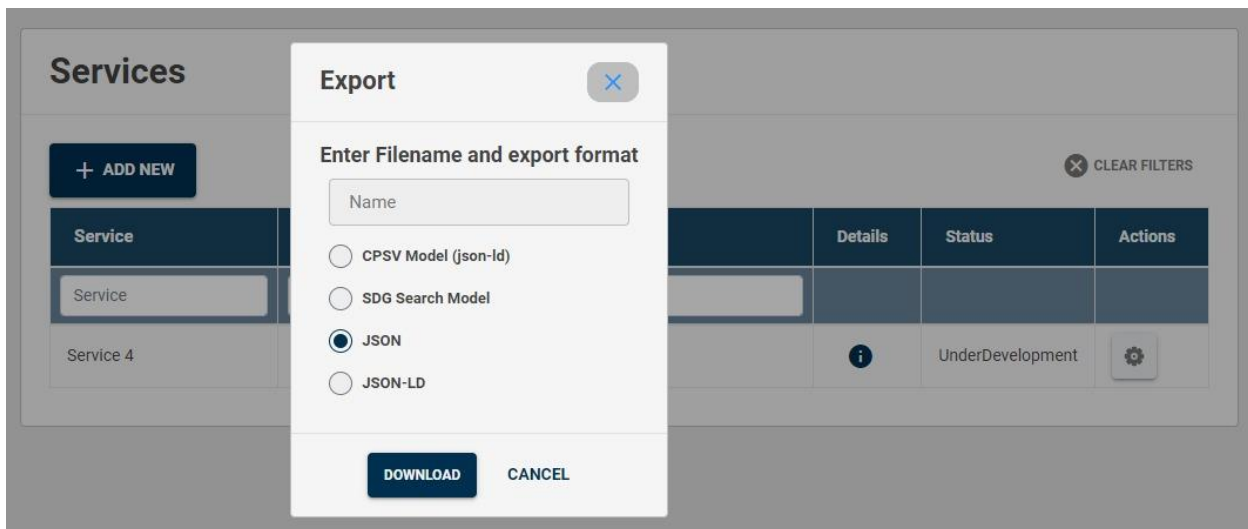 Services
Export
Enter Filename and export format
+ ADD NEW
Name
CLEAR FILTERS
Service
Details
Status
Actions
CPSV Model (json-ld)
Service
SDG Search Model
JSON
Service 4
UnderDevelopment
JSON-LD
DOWNLOAD
CANCEL